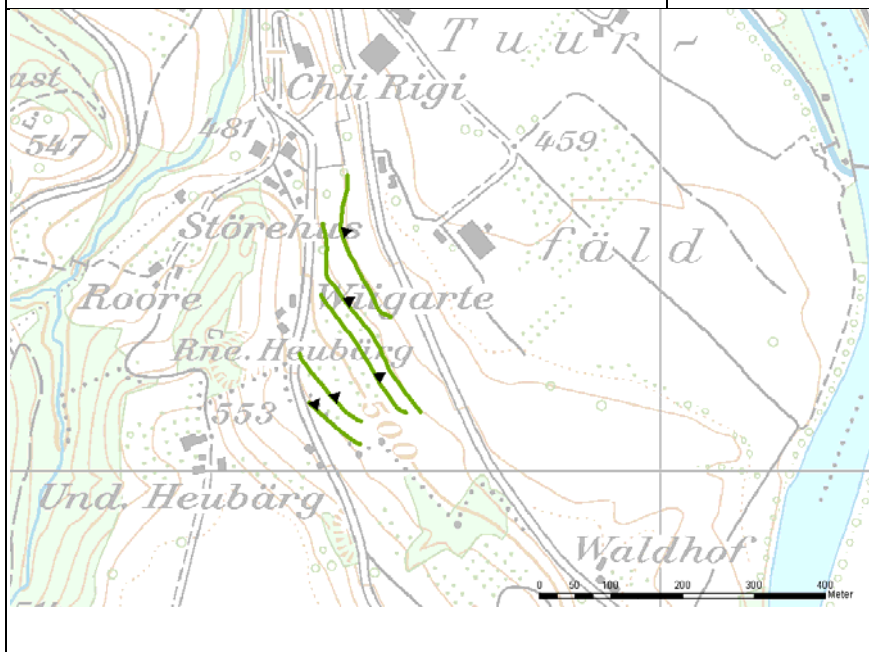 Tuur-
Chli Rigi
ast
481
547
459
Störehus
fäld
Roore
Wiigarte
Rne. Heubärg
553
500
Und. Heubärg
Waldhof
0 50 100 200 300 400
Meter